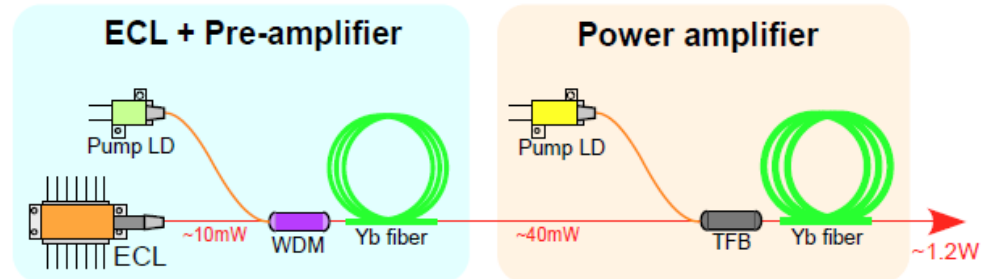 ECL + Pre-amplifier
Power amplifier
Pump LD
Pump LD
ECL
~10mW
WDM
Yb fiber
~40mW
TFB
Yb fiber
~1.2W